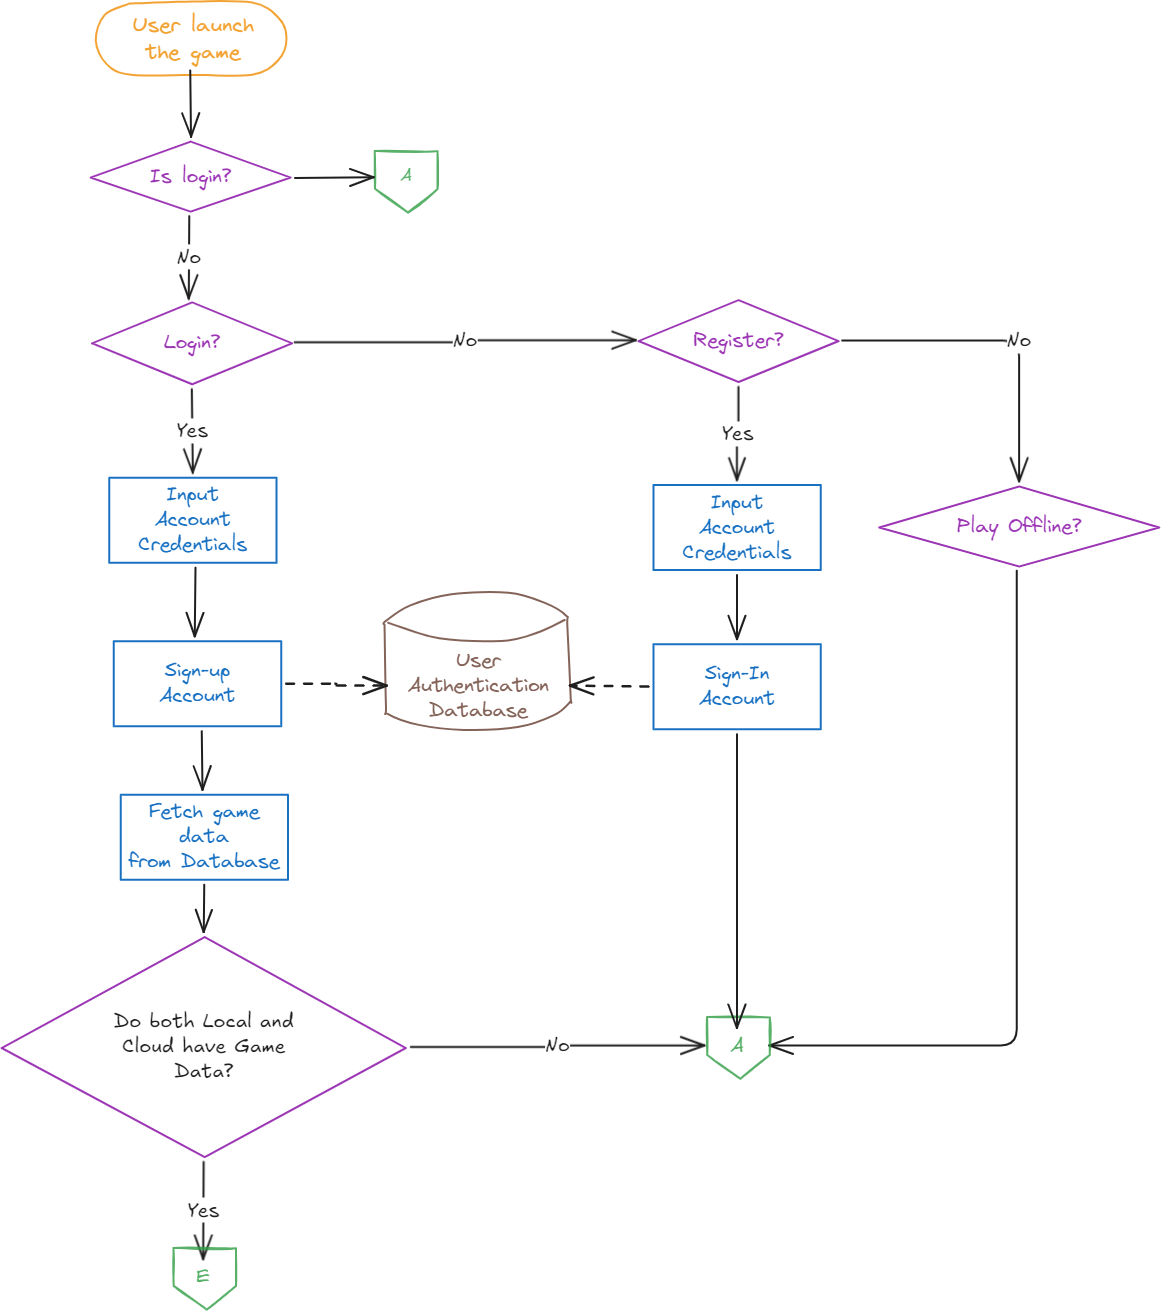 User launch
the game
Is login?
A
No
Login?
No
Register?
No
Yes
Yes
Input
Account
Credentials
Input
Account
Credentials
Play Offline?
Sign-up
Account
User
Authentication
Database
Sign-In
Account
Fetch game
data
from Database
Do both Local and
Cloud have Game
Data?
No
A
Yes
E